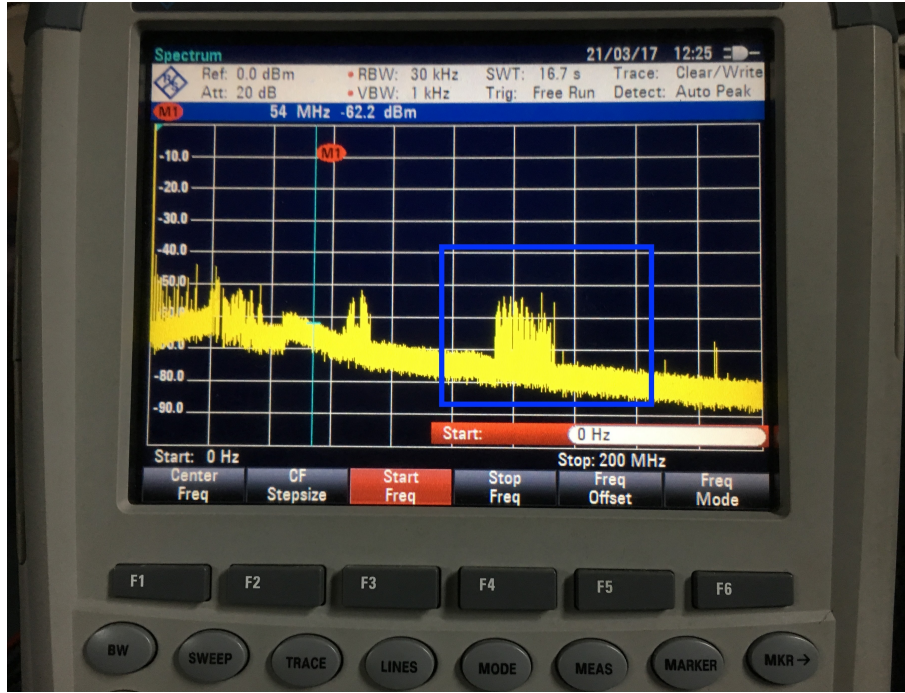 Spectrum 21/03/17 12:25
Ref: 0.0 dBm • RBW: 30 kHz SWT: 16.7 s Trace: Clear/Write
Att: 20 dB • VBW: 1 kHz Trig: Free Run Detect: Auto Peak
M1 54 MHz -62.2 dBm
M1
-10.0
-20.0
-30.0
-40.0
-50.0
-80.0
-90.0
Start: 0 Hz
Start: 0 Hz Stop: 200 MHz
Center Freq
CF Stepsize
Start Freq
Stop Freq
Freq Offset
Freq Mode
F1 F2 F3 F4 F5 F6
BW SWEEP TRACE LINES MODE MEAS MARKER MKR→